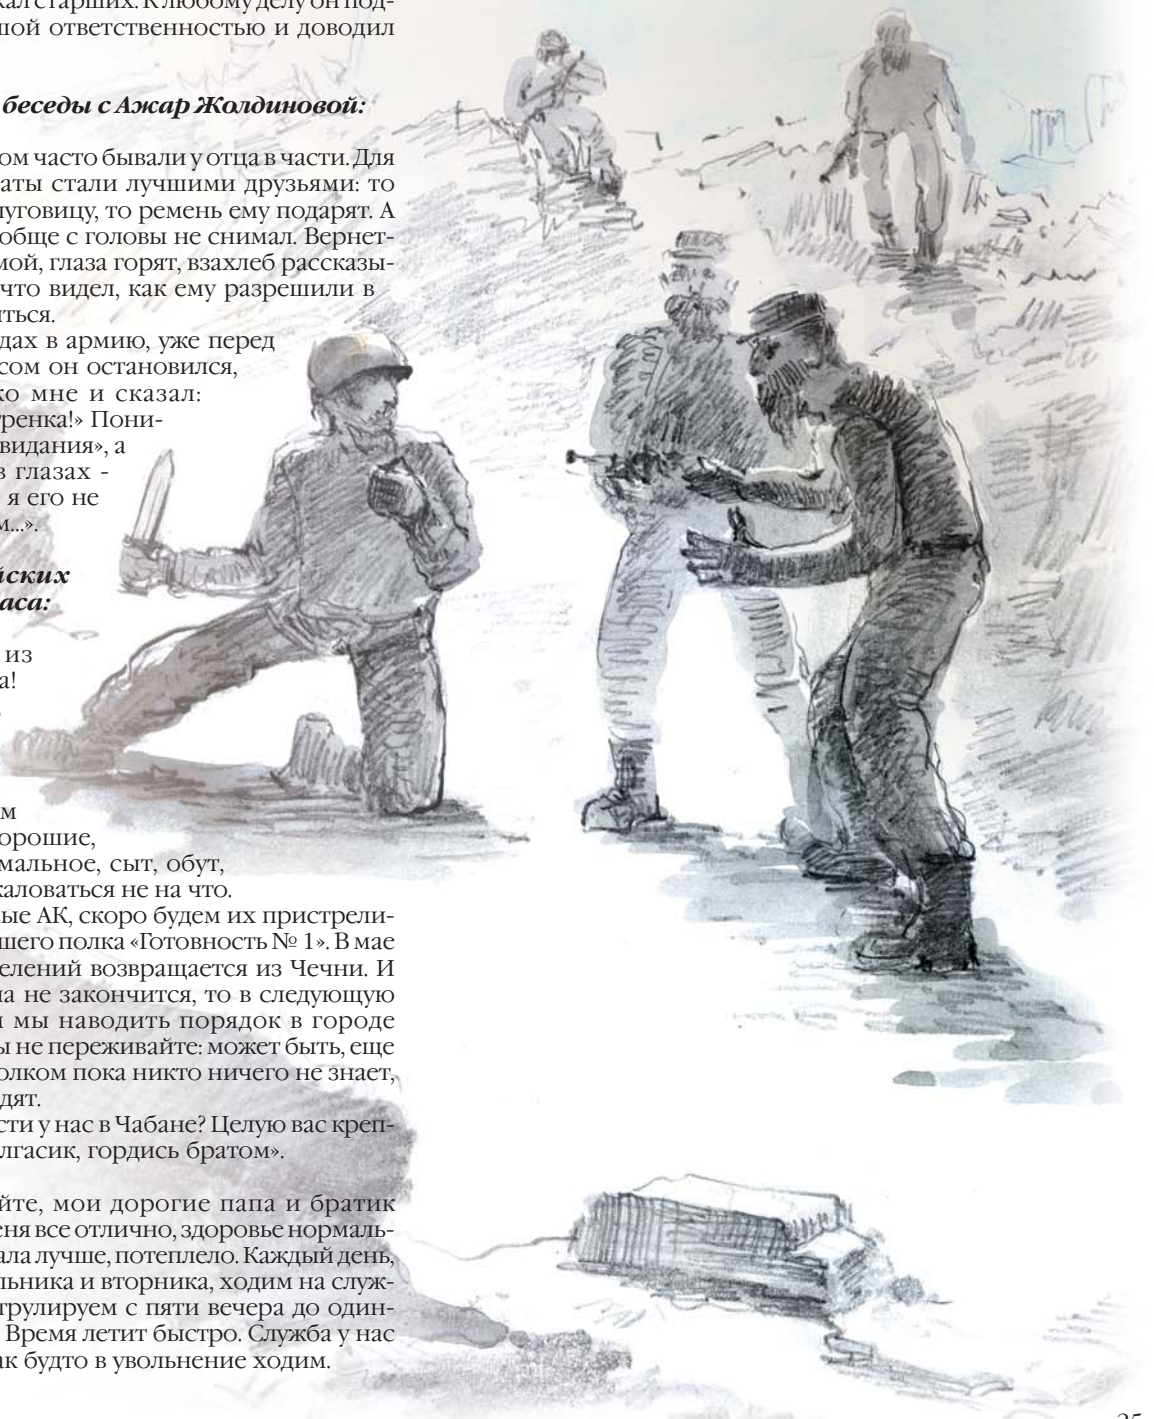 кал старших. К любому делу он под-
шой ответственностью и доводил
беседы с Ажар Жолдиновой:
ом часто бывали у отца в части. Для
аты стали лучшими друзьями: то
пуговицу, то ремень ему подарят. А
обще с головы не снимал. Вернет-
мой, глаза горят, взахлеб рассказы-
что видел, как ему разрешили в
ться.
дах в армию, уже перед
сом он остановился,
ко мне и сказал:
тренка!» Пони-
видания», а
в глазах -
я его не
м...».
йских
аса:
из
а!
м
орошие,
мальное, сыт, обут,
каловаться не на что.
ые АК, скоро будем их пристрели-
шего полка «Готовность № 1». В мае
елений возвращается из Чечни. И
на не закончится, то в следующую
и мы наводить порядок в городе
ы не переживайте: может быть, еще
олком пока никто ничего не знает,
дят.
сти у нас в Чабане? Целую вас креп-
лгасик, гордись братом».
йте, мои дорогие папа и братик
еня все отлично, здоровье нормаль-
ала лучше, потеплело. Каждый день,
льника и вторника, ходим на служ-
трулируем с пяти вечера до один-
Время летит быстро. Служба у нас
ак будто в увольнение ходим.